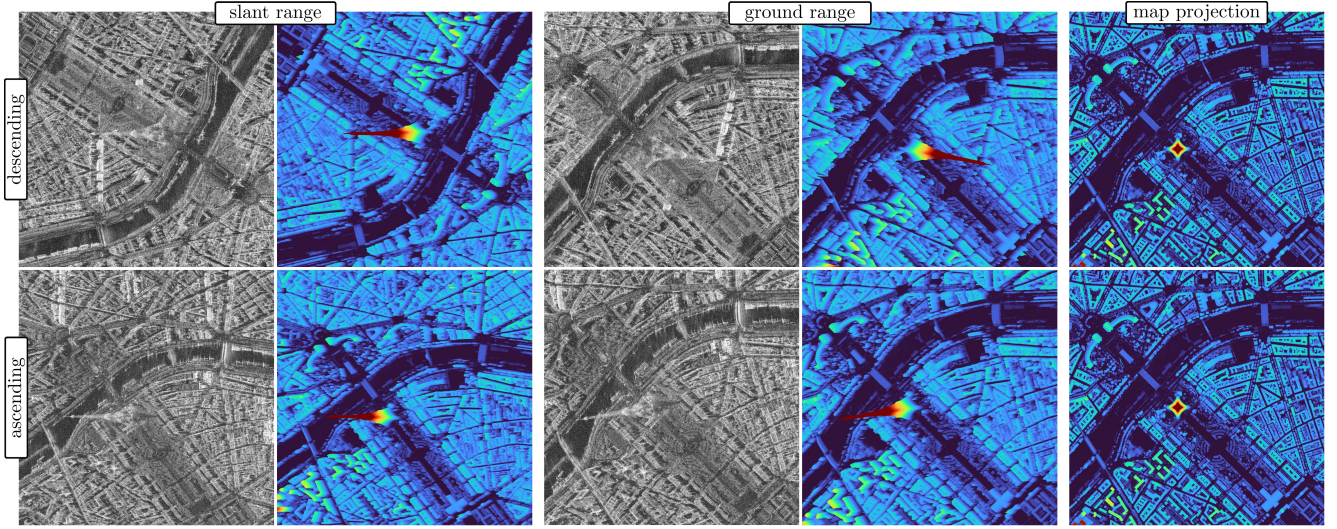 slant range
ground range
map projection
descending
ascending